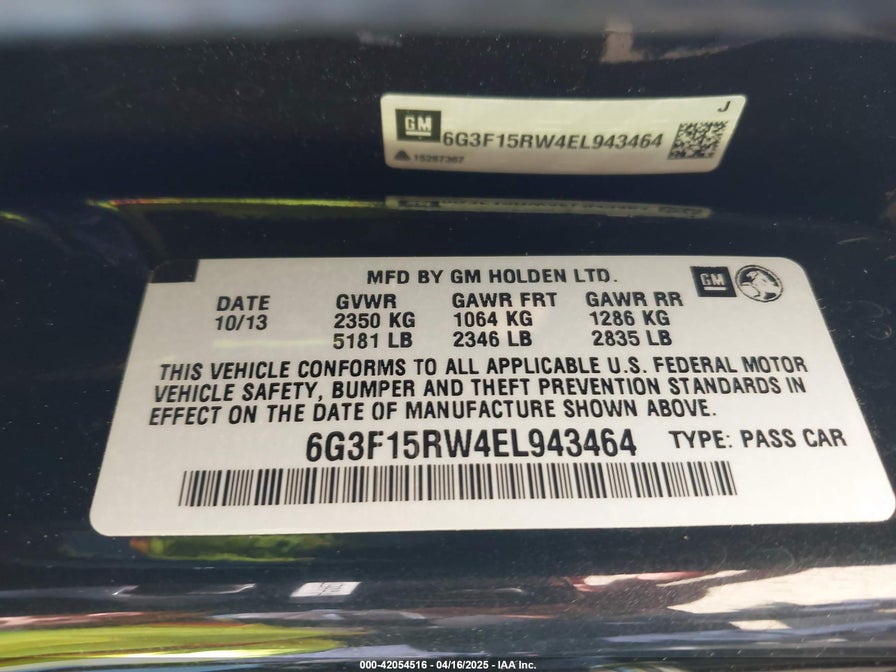 J
GM
6G3F15RW4EL943464
15287367
MFD BY GM HOLDEN LTD.
GM
DATE GVWR GAWR FRT GAWR RR
10/13 2350 KG 1064 KG 1286 KG
5181 LB 2346 LB 2835 LB
THIS VEHICLE CONFORMS TO ALL APPLICABLE U.S. FEDERAL MOTOR
VEHICLE SAFETY, BUMPER AND THEFT PREVENTION STANDARDS IN
EFFECT ON THE DATE OF MANUFACTURE SHOWN ABOVE.
6G3F15RW4EL943464 TYPE: PASS CAR
000-42054516 - 04/16/2025 - IAA Inc.